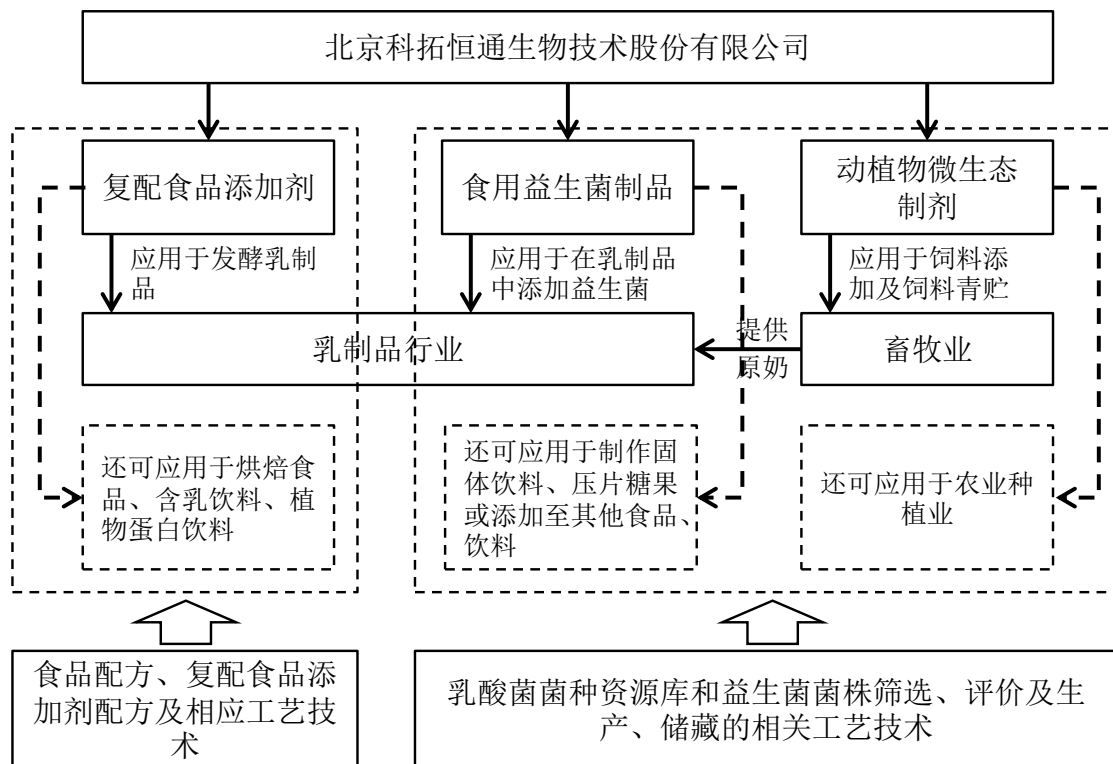 北京科拓恒通生物技术股份有限公司
复配食品添加剂
食用益生菌制品
动植物微生态
制剂
应用于发酵乳制
品
应用于在乳制品
中添加益生菌
应用于饲料添
加及饲料青贮
乳制品行业
提供
原奶
畜牧业
还可应用于烘焙食
品、含乳饮料、植
物蛋白饮料
还可应用于制作固
体饮料、压片糖果
或添加至其他食品、
饮料
还可应用于农业种
植业
食品配方、复配食品添
加剂配方及相应工艺技
术
乳酸菌菌种资源库和益生菌菌株筛选、评价及生
产、储藏的相关工艺技术